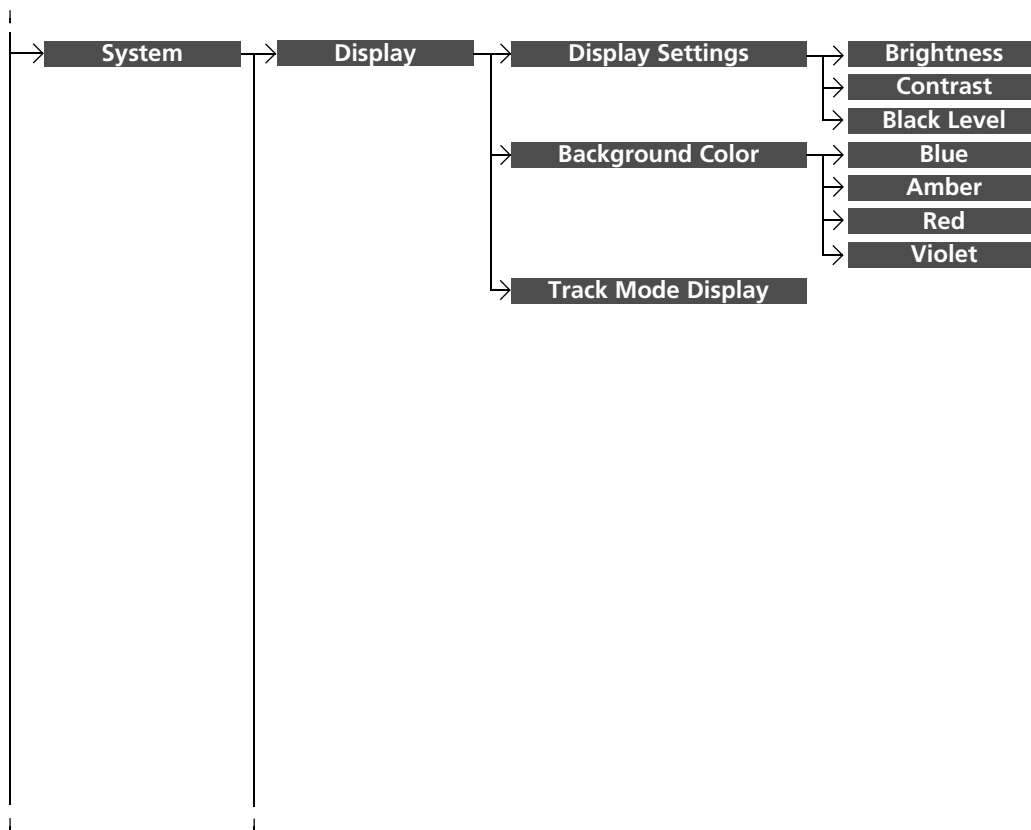 System Display Display Settings Brightness
Contrast
Black Level
Background Color Blue
Amber
Red
Violet
Track Mode Display